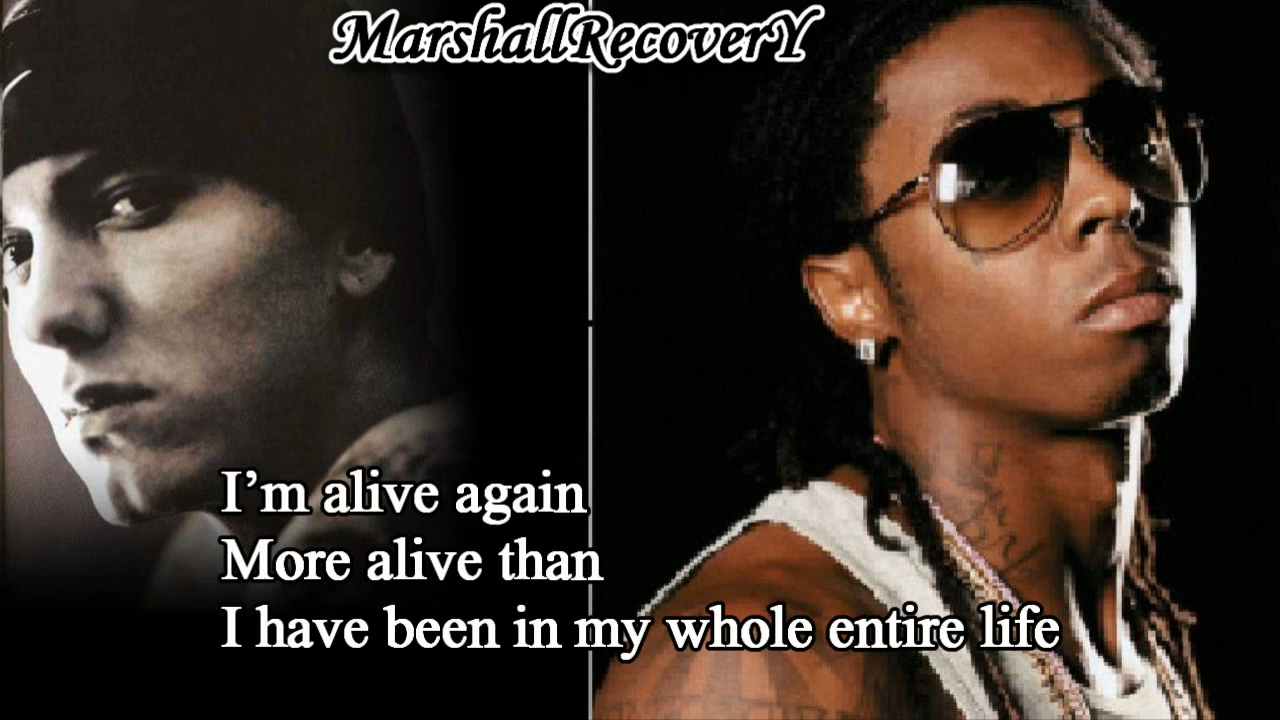 MarshallRecoverY
I’m alive again
More alive than
I have been in my whole entire life